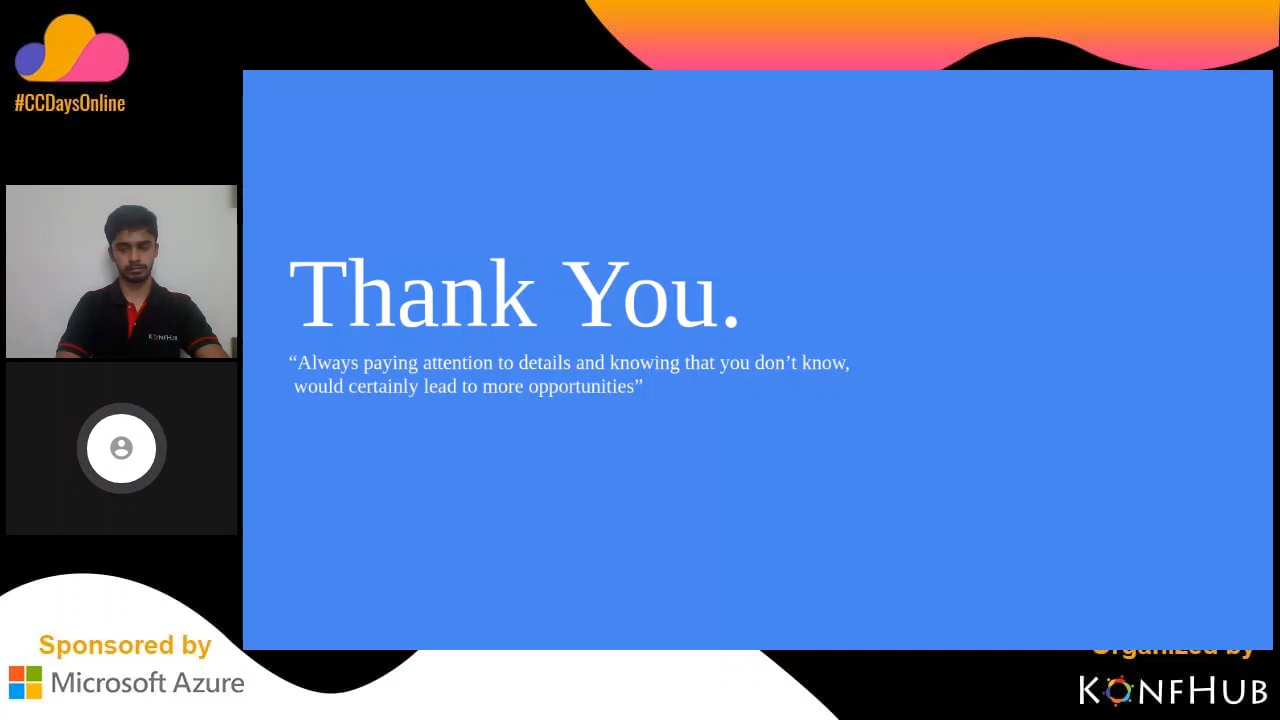 #CCDaysOnline
KONFHUB
Thank You.
“Always paying attention to details and knowing that you don’t know,
would certainly lead to more opportunities”
Sponsored by
Microsoft Azure
Organized by
KONFHUB